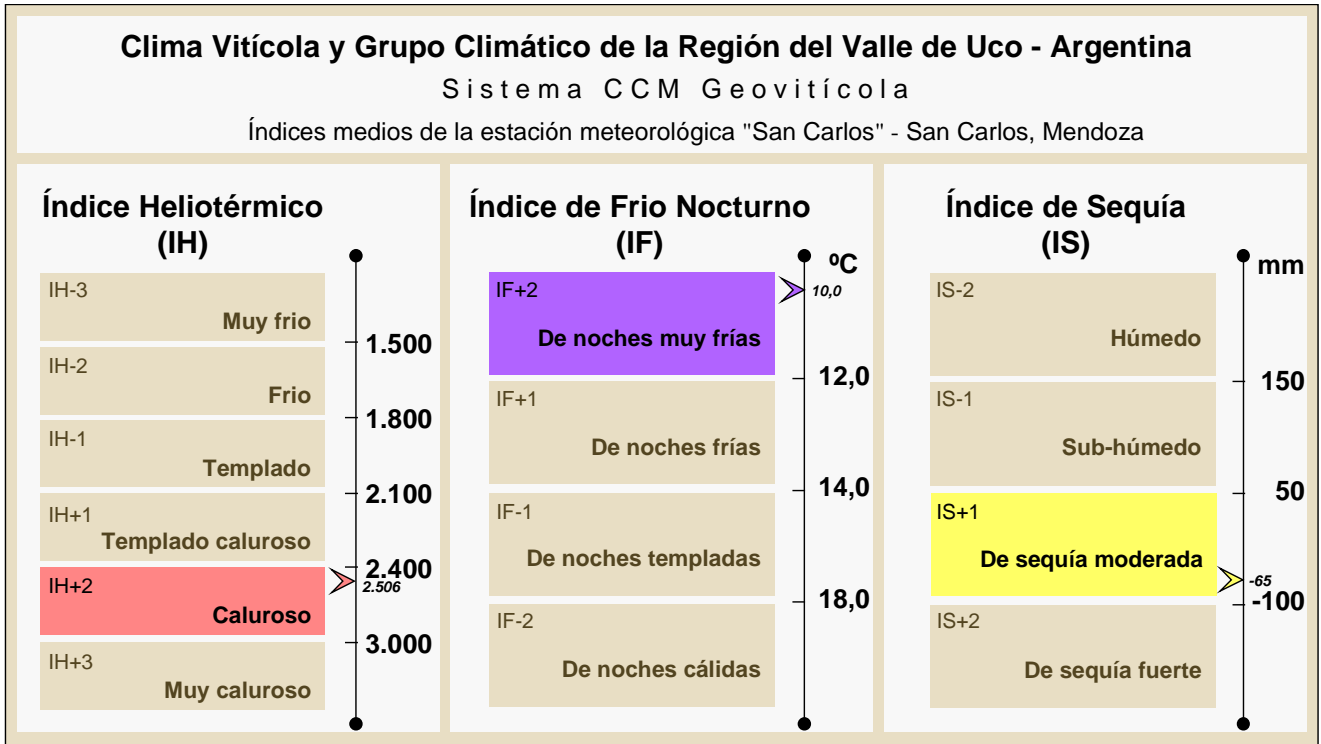 Clima Vitícola y Grupo Climático de la Región del Valle de Uco - Argentina
Sistema CCM Geovitícola
Índices medios de la estación meteorológica "San Carlos" - San Carlos, Mendoza
Índice Heliotérmico
(IH)
IH-3
Muy frio
1.500
IH-2
Frio
1.800
IH-1
Templado
2.100
IH+1
Templado caluroso
2.400
IH+2
2.506
Caluroso
3.000
IH+3
Muy caluroso
Índice de Frio Nocturno
(IF)
ºC
IF+2
10,0
De noches muy frías
12,0
IF+1
De noches frías
14,0
IF-1
De noches templadas
18,0
IF-2
De noches cálidas
Índice de Sequía
(IS)
mm
IS-2
Húmedo
150
IS-1
Sub-húmedo
50
IS+1
De sequía moderada
-65
-100
IS+2
De sequía fuerte